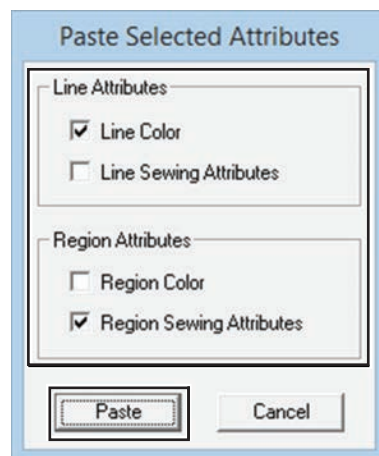 Paste Selected Attributes
Line Attributes
Line Color
Line Sewing Attributes
Region Attributes
Region Color
Region Sewing Attributes
Paste Cancel